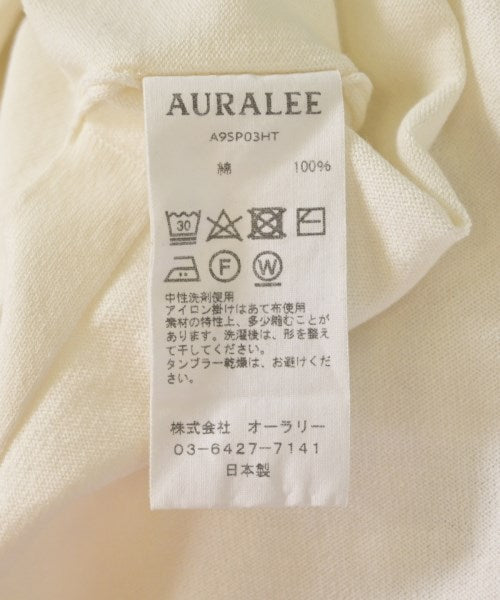 AURALEE
A9SP03HT
綿 100%
30
F W
中性洗剤使用
アイロン掛けはあて布使用
素材の特性上、多少縮むことが
あります。洗濯後は、形を整え
て干してください。
タンブラー乾燥は、お避けくだ
さい。
株式会社 オーラリー
03-6427-7141
日本製